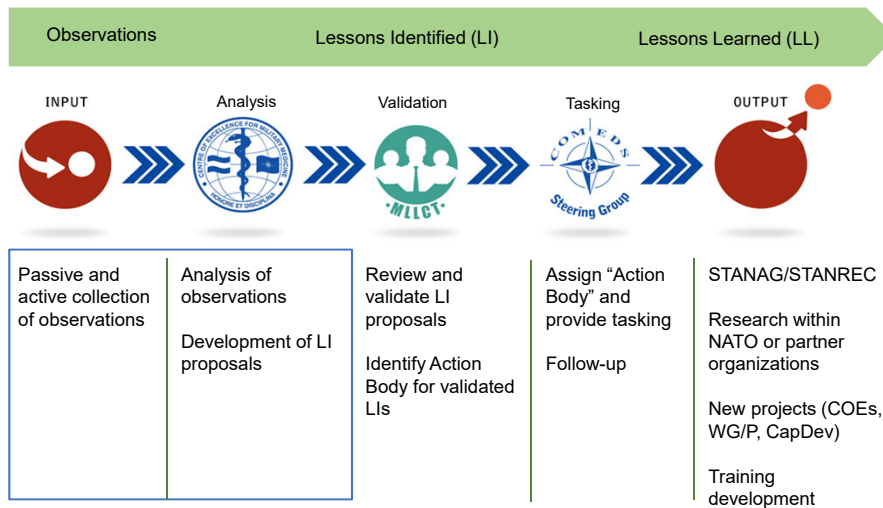 Observations
Lessons Identified (LI)
Lessons Learned (LL)
INPUT
Analysis
Validation
Tasking
OUTPUT
CENTRE OF EXCELLENCE FOR MILITARY MEDICINE
HONORE ET DISCIPLINA
•MLLCT•
COMEDS
Steering Group
Passive and
active collection
of observations
Analysis of
observations
Development of LI
proposals
Review and
validate LI
proposals
Identify Action
Body for validated
LIs
Assign “Action
Body” and
provide tasking
Follow-up
STANAG/STANREC
Research within
NATO or partner
organizations
New projects (COEs,
WG/P, CapDev)
Training
development